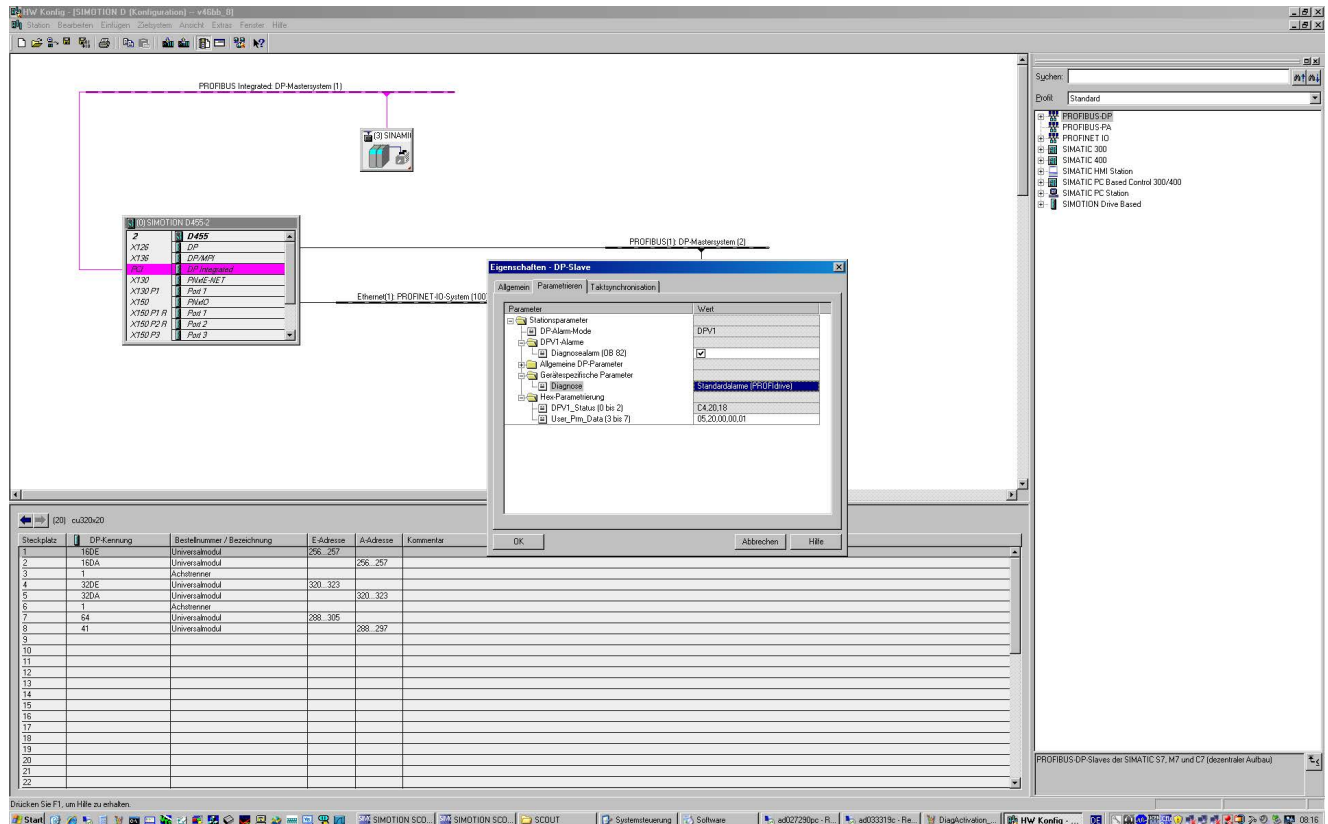 HW Konfig - [SIMOTION D (Konfiguration) -- v46bb_8]
Station Bearbeiten Einfügen Zielsystem Ansicht Extras Fenster Hilfe
PROFIBUS Integrated: DP-Mastersystem (1)
(3) SINAMI
(0) SIMOTION D455-2
2 D455
X126 DP
X136 DP/MPI
PCI DP Integrated
X130 PNxIE-NET
X130 P1 Port 1
X150 PNxIO
X150 P1 R Port 1
X150 P2 R Port 2
X150 P3 Port 3
PROFIBUS(1): DP-Mastersystem (2)
Ethernet(1): PROFINET-IO-System (100)
Eigenschaften - DP-Slave
Allgemein Parametrieren Taktsynchronisation
Parameter Wert
Stationsparameter
DP-Alarm-Mode DPV1
DPV1-Alarme
Diagnosealarm (OB 82)
Allgemeine DP-Parameter
Gerätespezifische Parameter
Diagnose Standardalarme (PROFIdrive)
Hex-Parametrierung
DPV1_Status (0 bis 2) C4,20,18
User_Prm_Data (3 bis 7) 05,20,00,00,01
OK Abbrechen Hilfe
Suchen:
Profil: Standard
PROFIBUS-DP
PROFIBUS-PA
PROFINET IO
SIMATIC 300
SIMATIC 400
SIMATIC HMI Station
SIMATIC PC Based Control 300/400
SIMATIC PC Station
SIMOTION Drive Based
(20) cu320x20
Steckplatz DP-Kennung Bestellnummer / Bezeichnung E-Adresse A-Adresse Kommentar
1 16DE Universalmodul 256...257
2 16DA Universalmodul 256...257
3 1 Achstrenner
4 32DE Universalmodul 320...323
5 32DA Universalmodul 320...323
6 1 Achstrenner
7 64 Universalmodul 288...305
8 41 Universalmodul 288...297
9
10
11
12
13
14
15
16
17
18
19
20
21
22
PROFIBUS-DP-Slaves der SIMATIC S7, M7 und C7 (dezentraler Aufbau)
Drücken Sie F1, um Hilfe zu erhalten.
Start SIMOTION SCO... SIMOTION SCO... SCOUT Systemsteuerung Software ad027290pc - R... ad033319c - Re... DiagActivation_... HW Konfig - ... DE 08:16